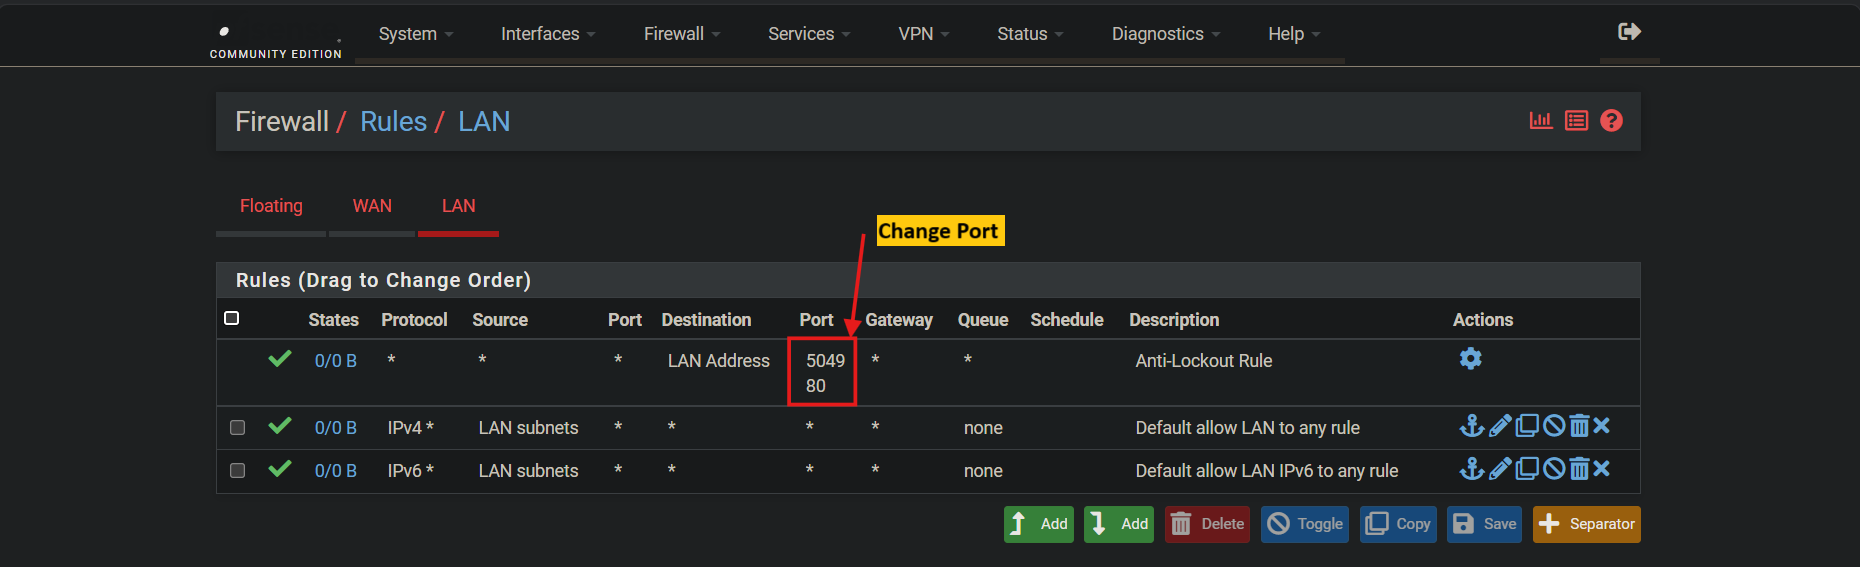 COMMUNITY EDITION
System Interfaces Firewall Services VPN Status Diagnostics Help
Firewall / Rules / LAN
Floating WAN LAN
Change Port
Rules (Drag to Change Order)
States Protocol Source Port Destination Port Gateway Queue Schedule Description Actions
0/0 B * * * LAN Address 5049 * * Anti-Lockout Rule
80
0/0 B IPv4 * LAN subnets * * * * none Default allow LAN to any rule
0/0 B IPv6 * LAN subnets * * * * none Default allow LAN IPv6 to any rule
Add Add Delete Toggle Copy Save Separator